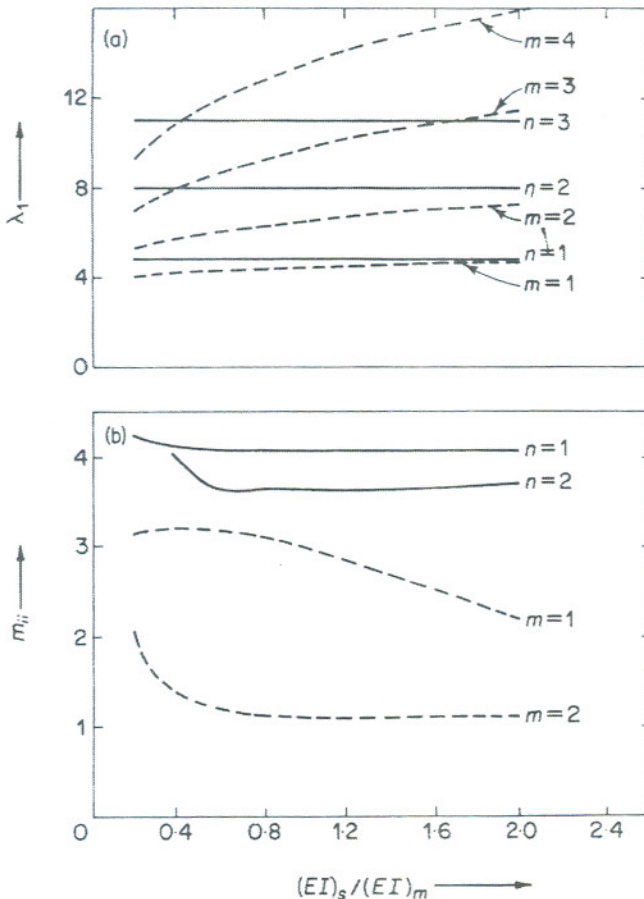 (a)
m=4
m=3
n=3
n=2
m=2
n=1
m=1
12
8
4
0
λ₁
(b)
n=1
n=2
m=1
m=2
4
3
2
1
0
mᵢᵢ
0·4
0·8
1·2
1·6
2·0
2·4
(EI)ₛ/(EI)ₘ